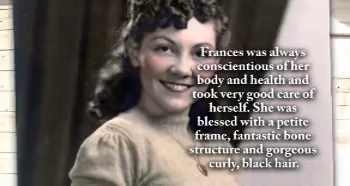 Frances was always
conscientious of her
body and health and
took very good care of
herself. She was
blessed with a petite
frame, fantastic bone
structure and gorgeous
curly, black hair.